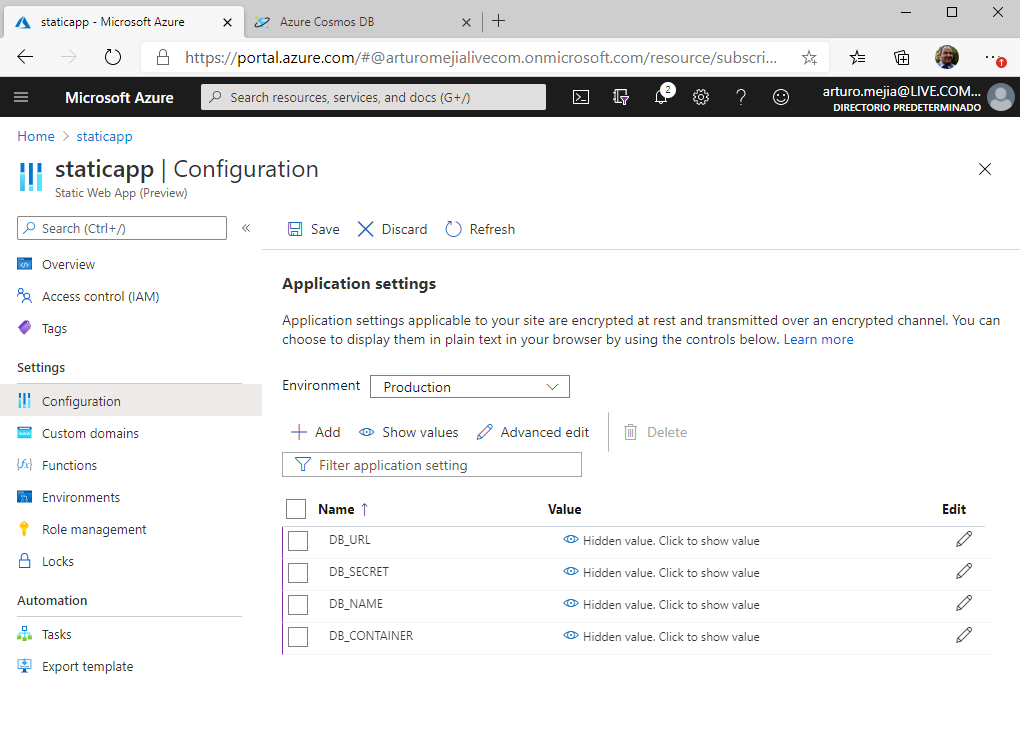 staticapp - Microsoft Azure
Azure Cosmos DB
https://portal.azure.com/#@arturomejialivecom.onmicrosoft.com/resource/subscri...
Microsoft Azure
Search resources, services, and docs (G+/)
2
arturo.mejia@LIVE.COM...
DIRECTORIO PREDETERMINADO
Home > staticapp
staticapp | Configuration
Static Web App (Preview)
Search (Ctrl+/)
«
Save
Discard
Refresh
Overview
Access control (IAM)
Tags
Settings
Configuration
Custom domains
Functions
Environments
Role management
Locks
Automation
Tasks
Export template
Application settings
Application settings applicable to your site are encrypted at rest and transmitted over an encrypted channel. You can
choose to display them in plain text in your browser by using the controls below. Learn more
Environment
Production
Add
Show values
Advanced edit
Delete
Filter application setting
Name ↑ Value Edit
DB_URL Hidden value. Click to show value
DB_SECRET Hidden value. Click to show value
DB_NAME Hidden value. Click to show value
DB_CONTAINER Hidden value. Click to show value